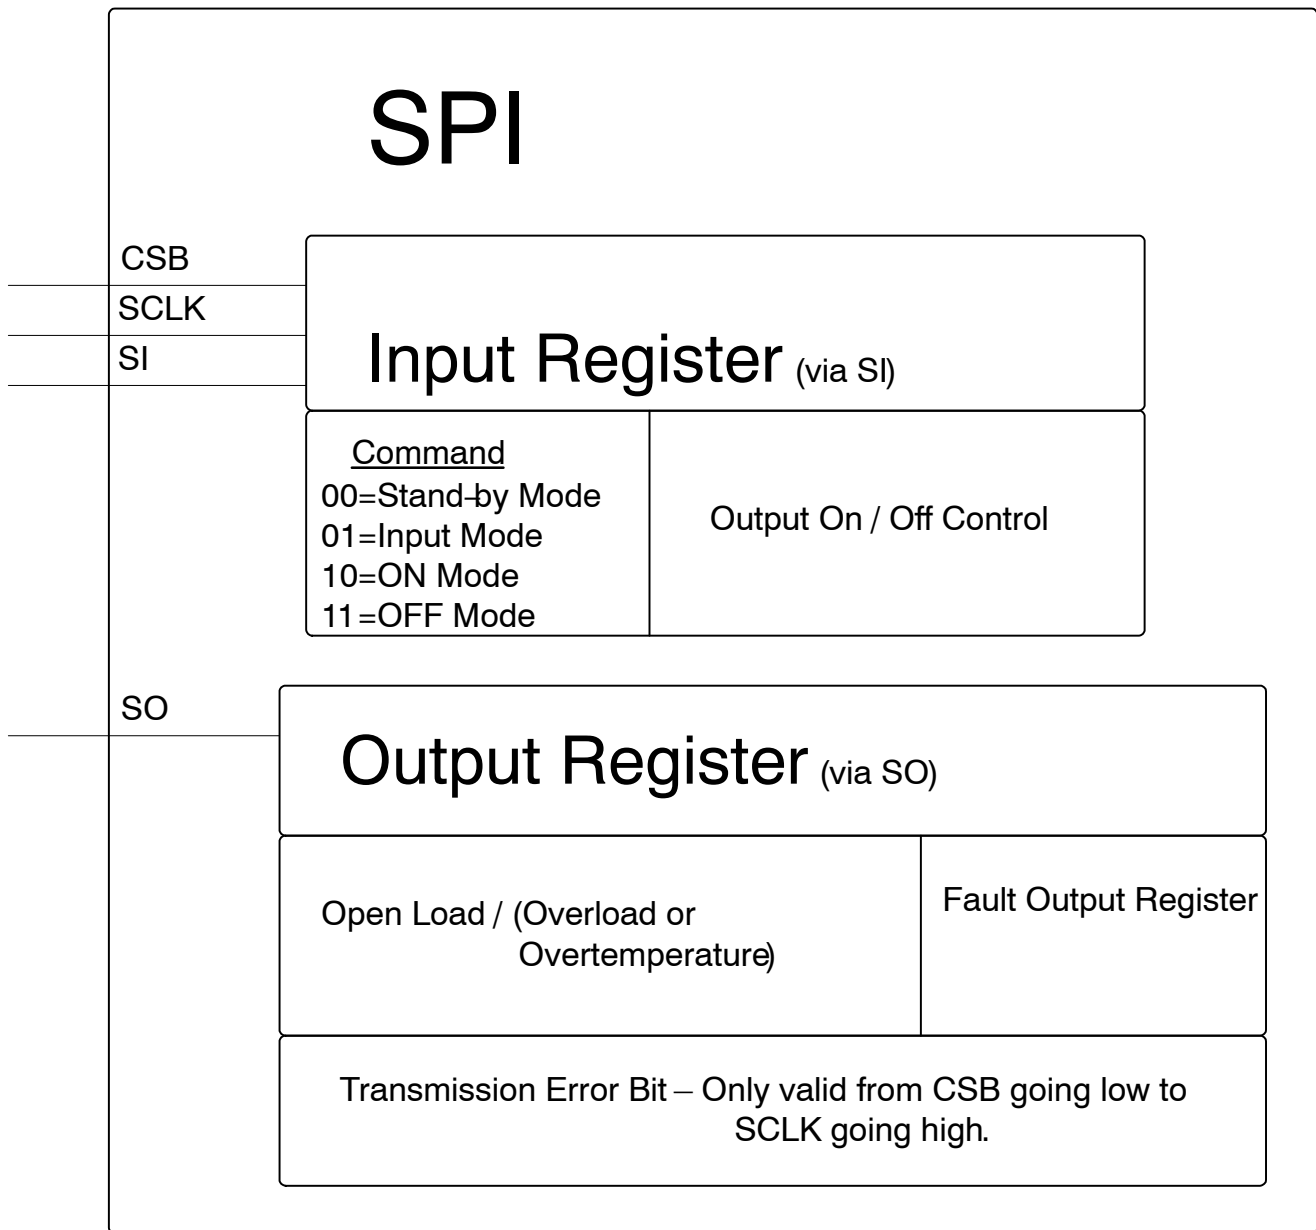 SPI
CSB
SCLK
SI
Input Register (via SI)
Command
00=Stand-by Mode
01=Input Mode
10=ON Mode
11=OFF Mode
Output On / Off Control
SO
Output Register (via SO)
Open Load / (Overload or
Overtemperature)
Fault Output Register
Transmission Error Bit – Only valid from CSB going low to
SCLK going high.